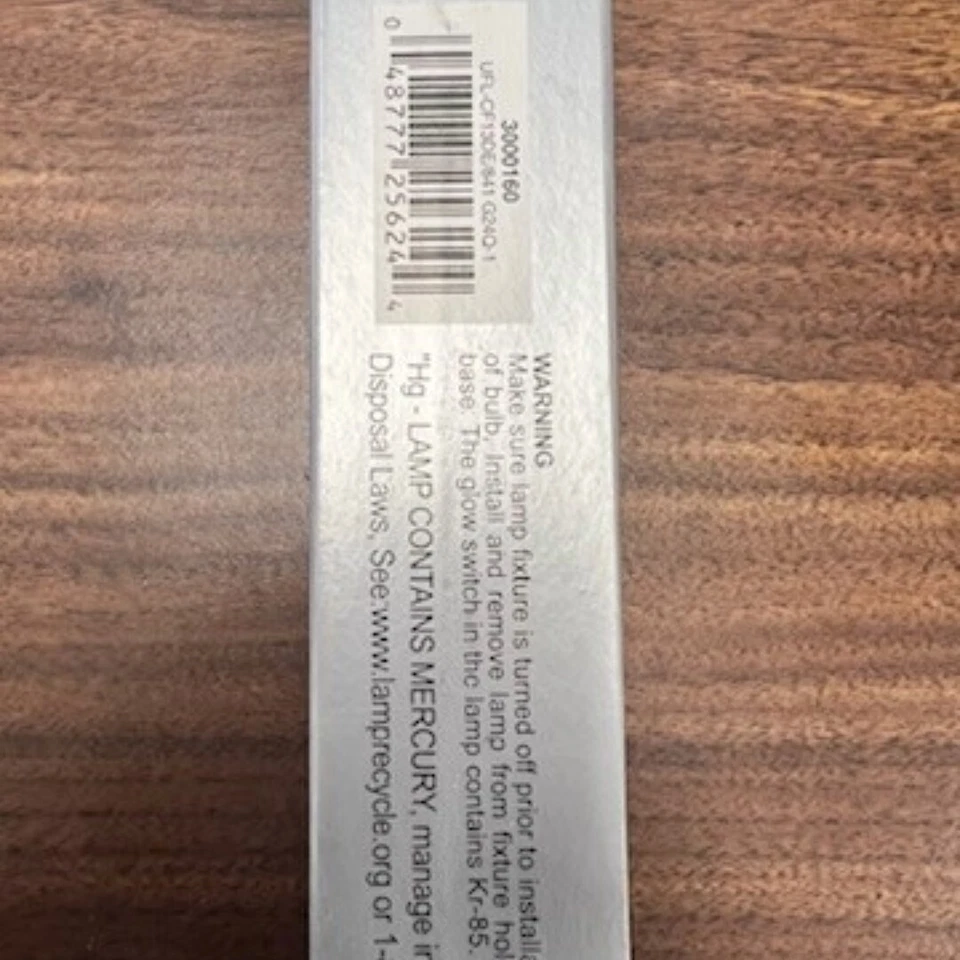 3000160
UFL-CF13DE/841 G24Q-1
0 48777 25624 4
WARNING
Make sure lamp fixture is turned off prior to installa
of bulb, Install and remove lamp from fixture hol
base. The glow switch in the lamp contains Kr-85.
"Hg - LAMP CONTAINS MERCURY, manage in
Disposal Laws, See:www.lamprecycle.org or 1-